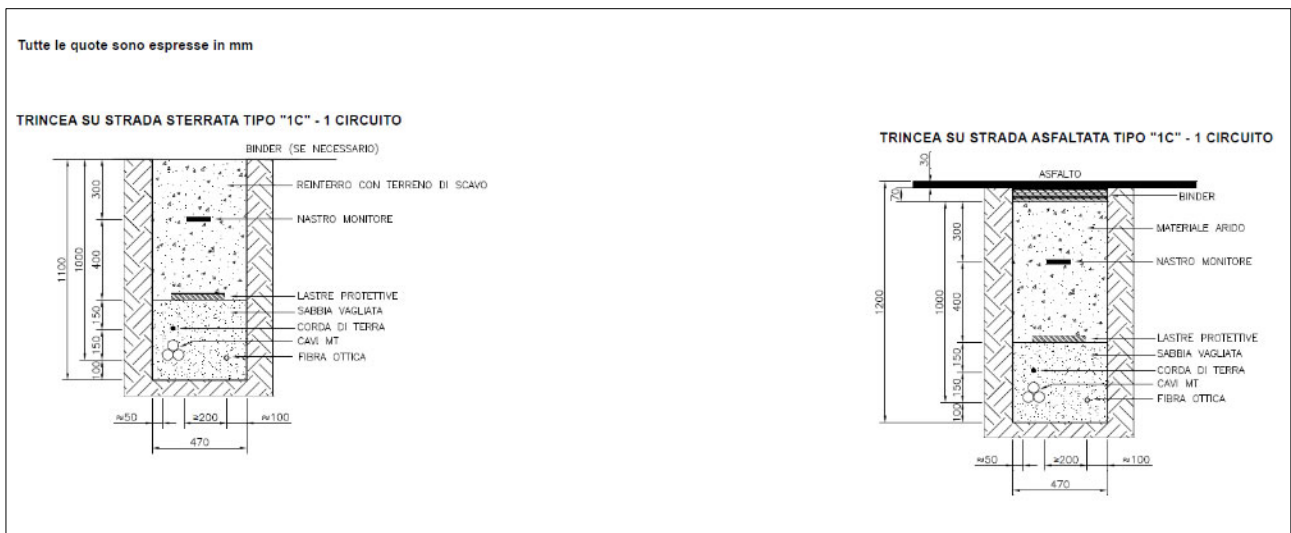 Tutte le quote sono espresse in mm
TRINCEA SU STRADA STERRATA TIPO "1C" - 1 CIRCUITO
BINDER (SE NECESSARIO)
REINTERRO CON TERRENO DI SCAVO
NASTRO MONITORE
LASTRE PROTETTIVE
SABBIA VAGLIATA
CORDA DI TERRA
CAVI MT
FIBRA OTTICA
1100
1000
300
400
150
150
100
≈50
≥200
≈100
470
TRINCEA SU STRADA ASFALTATA TIPO "1C" - 1 CIRCUITO
30
ASFALTO
70
BINDER
MATERIALE ARIDO
NASTRO MONITORE
LASTRE PROTETTIVE
SABBIA VAGLIATA
CORDA DI TERRA
CAVI MT
FIBRA OTTICA
1200
1000
300
400
150
150
100
≈50
≥200
≈100
470